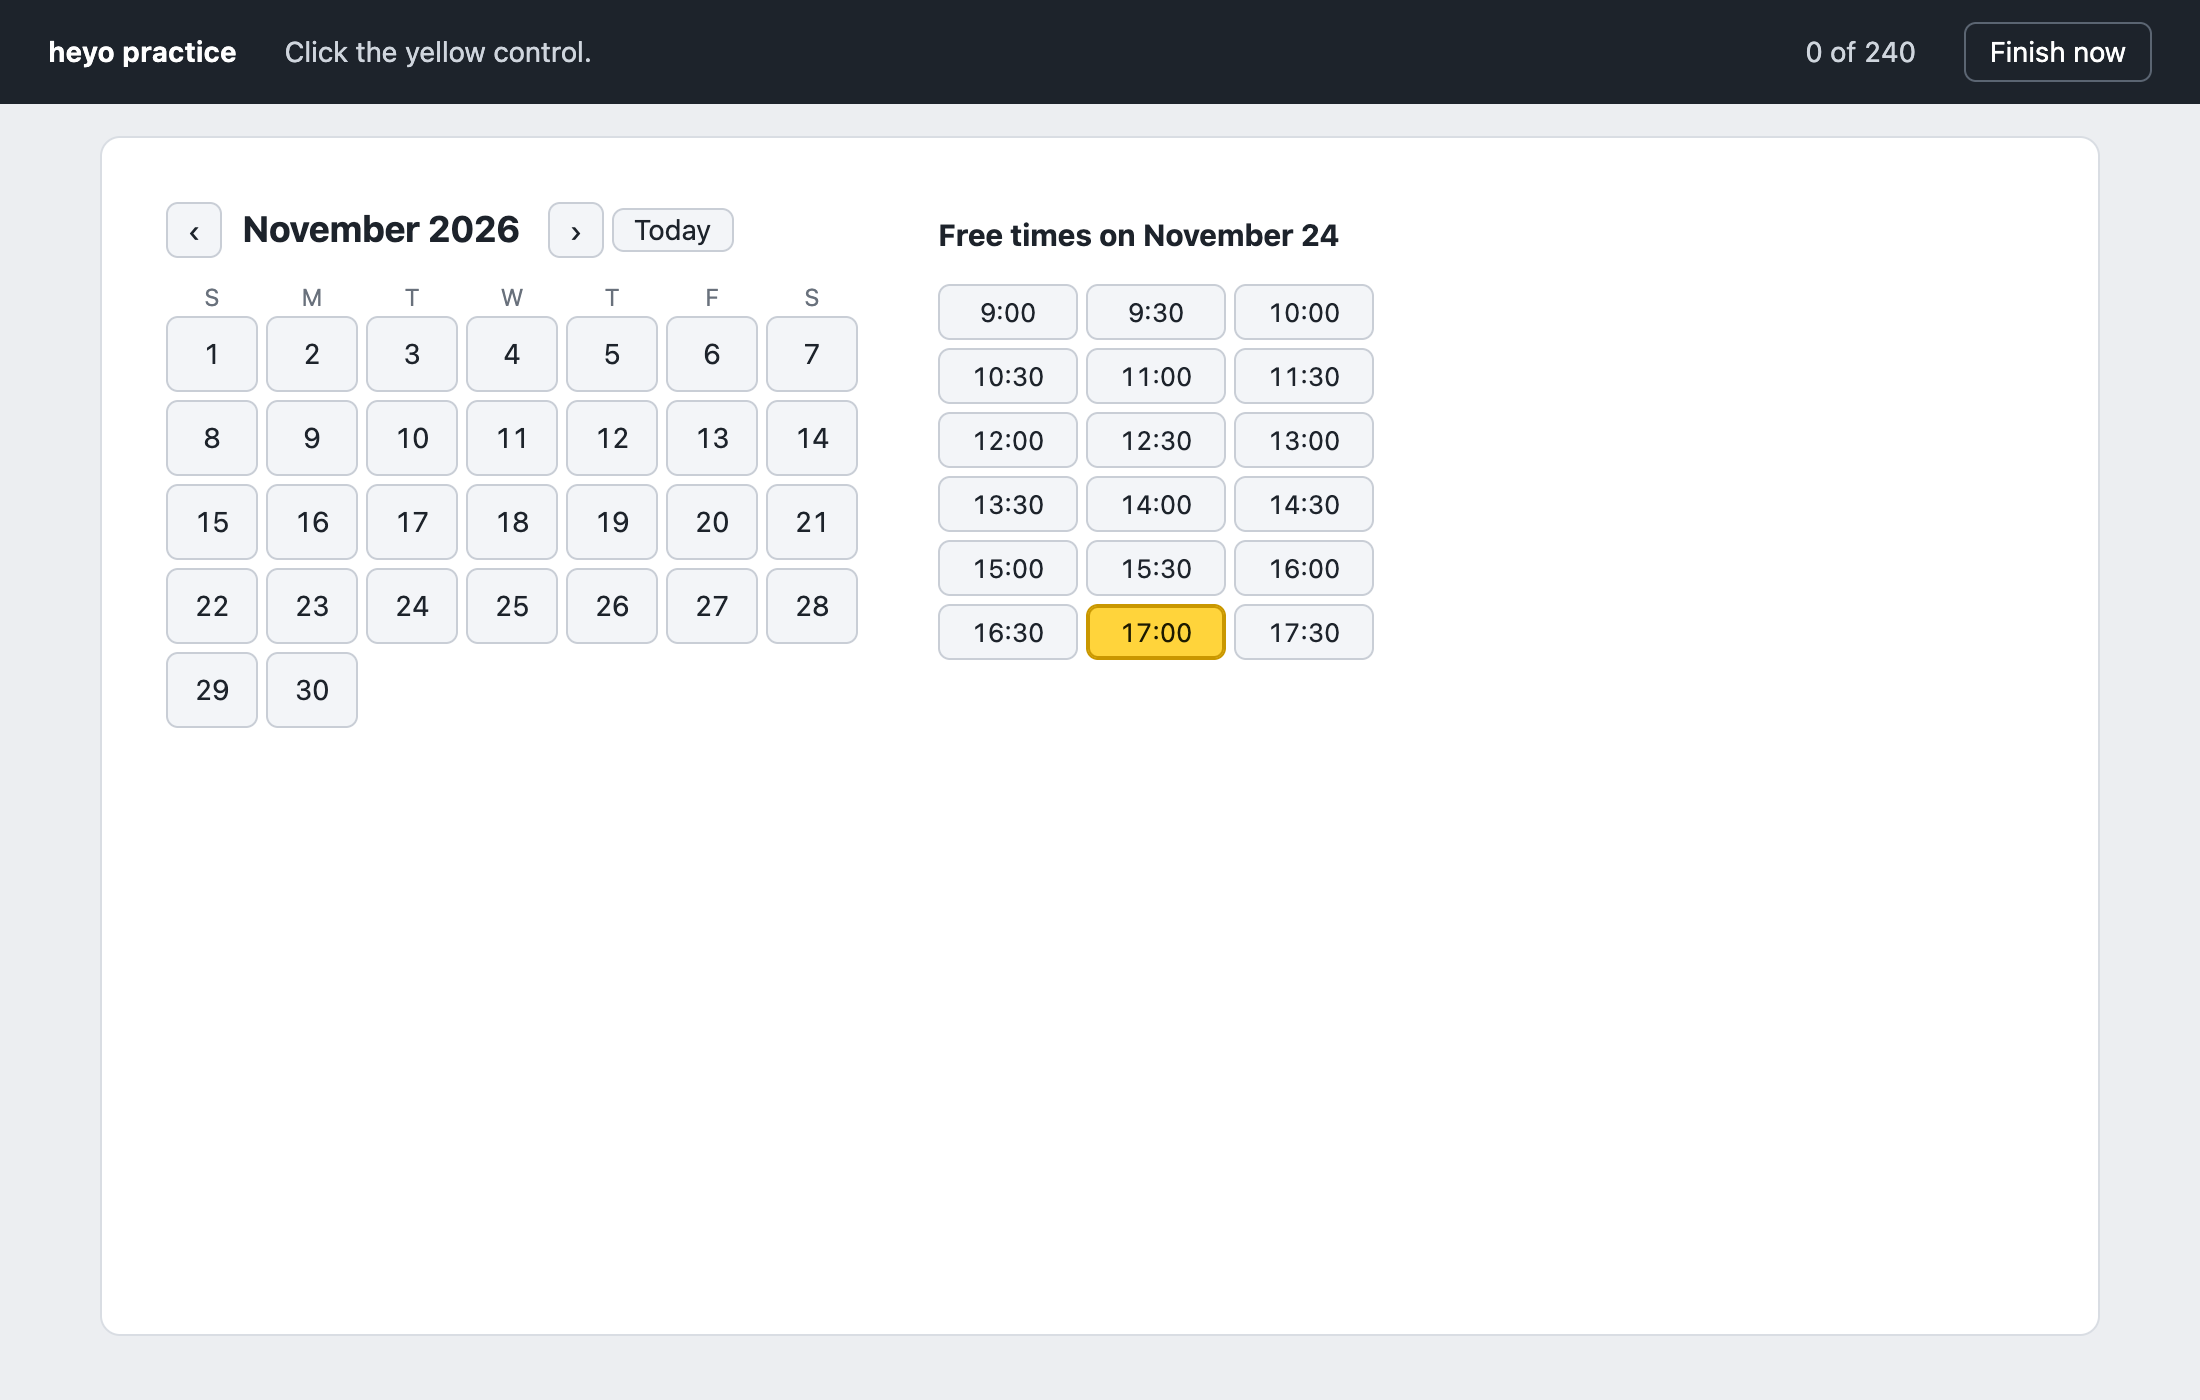 heyo practice Click the yellow control. 0 of 240 Finish now
‹ November 2026 › Today
S M T W T F S
1 2 3 4 5 6 7
8 9 10 11 12 13 14
15 16 17 18 19 20 21
22 23 24 25 26 27 28
29 30
Free times on November 24
9:00 9:30 10:00
10:30 11:00 11:30
12:00 12:30 13:00
13:30 14:00 14:30
15:00 15:30 16:00
16:30 17:00 17:30